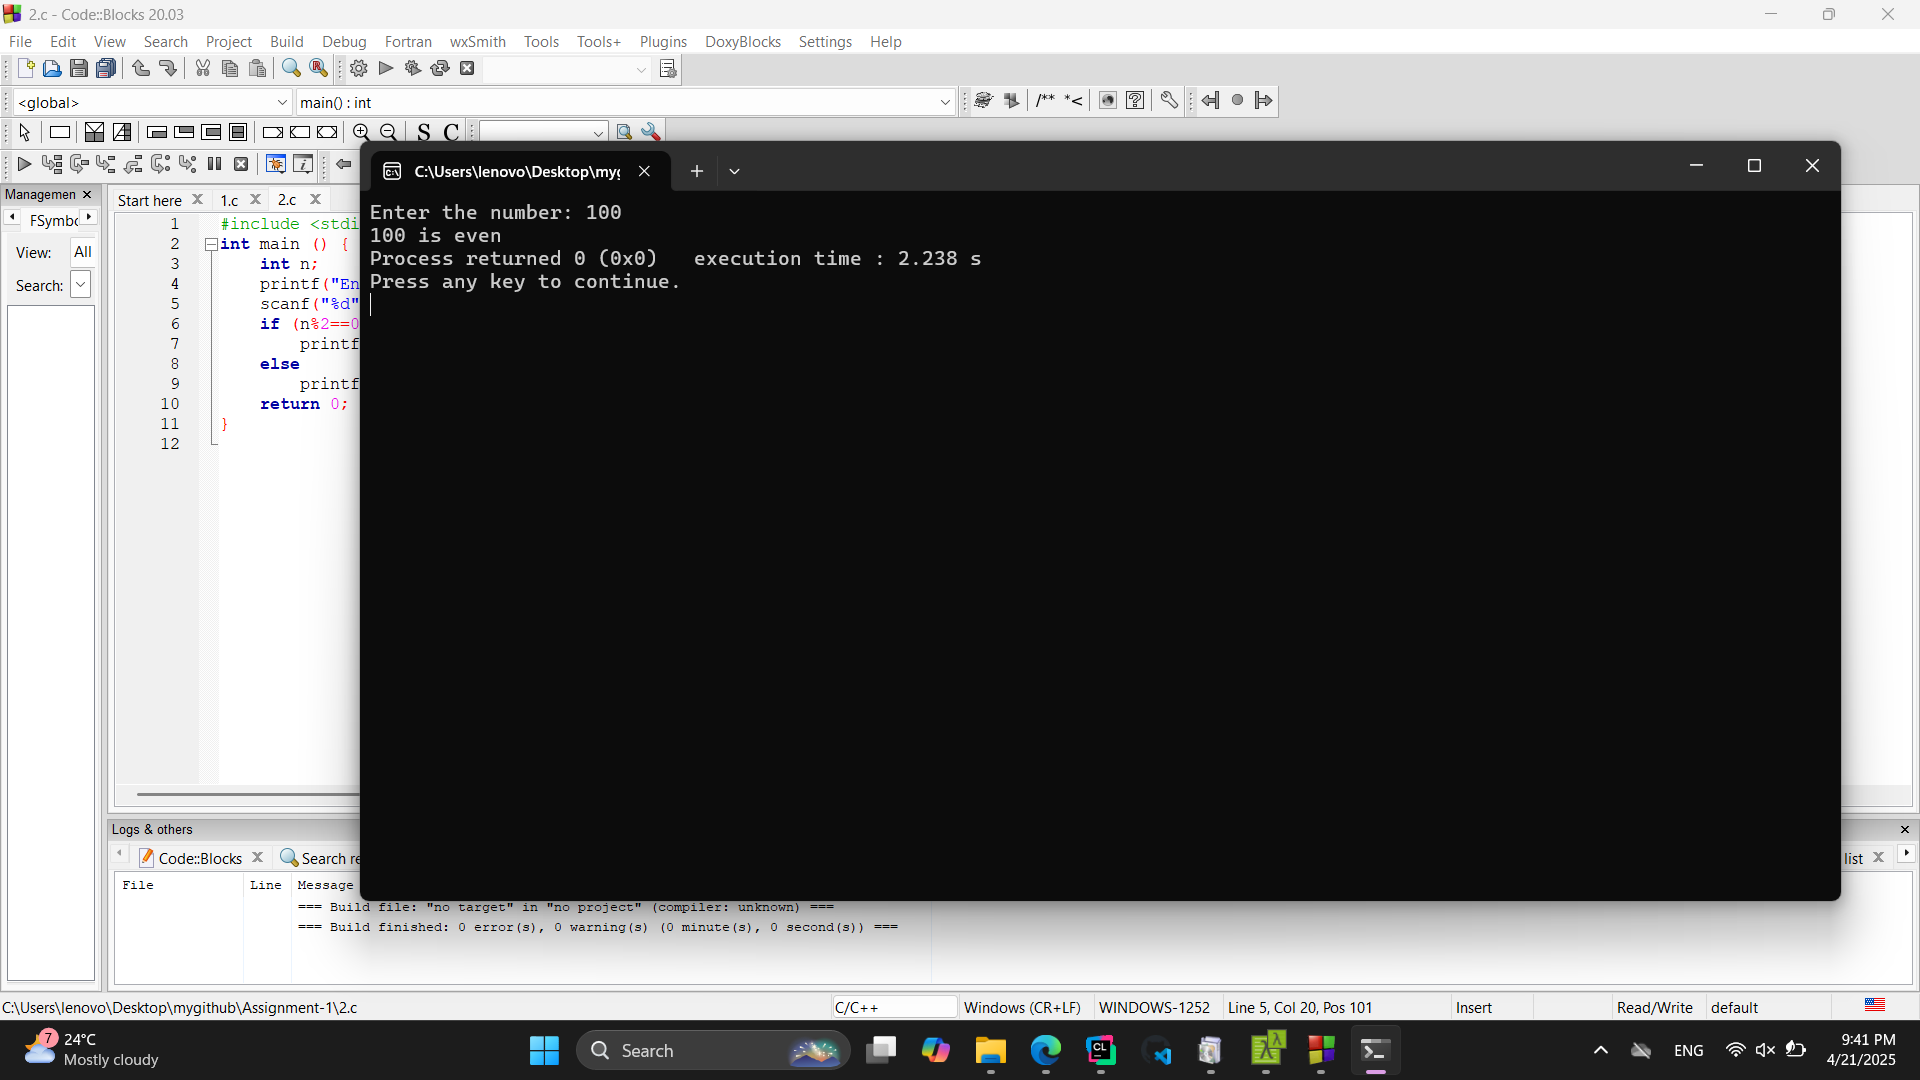 2.c - Code::Blocks 20.03
File Edit View Search Project Build Debug Fortran wxSmith Tools Tools+ Plugins DoxyBlocks Settings Help
<global> main() : int
/** *<
S C
Managemen
Start here 1.c 2.c
FSymbo
View: All
Search:
1 #include <stdi
2 int main () {
3 int n;
4 printf("En
5 scanf("%d"
6 if (n%2==0
7 printf
8 else
9 printf
10 return 0;
11 }
12
C:\Users\lenovo\Desktop\myg
Enter the number: 100
100 is even
Process returned 0 (0x0) execution time : 2.238 s
Press any key to continue.
Logs & others
Code::Blocks Search re list
File Line Message
=== Build file: "no target" in "no project" (compiler: unknown) ===
=== Build finished: 0 error(s), 0 warning(s) (0 minute(s), 0 second(s)) ===
C:\Users\lenovo\Desktop\mygithub\Assignment-1\2.c C/C++ Windows (CR+LF) WINDOWS-1252 Line 5, Col 20, Pos 101 Insert Read/Write default
7 24°C
Mostly cloudy
Search
CL
ENG
9:41 PM
4/21/2025